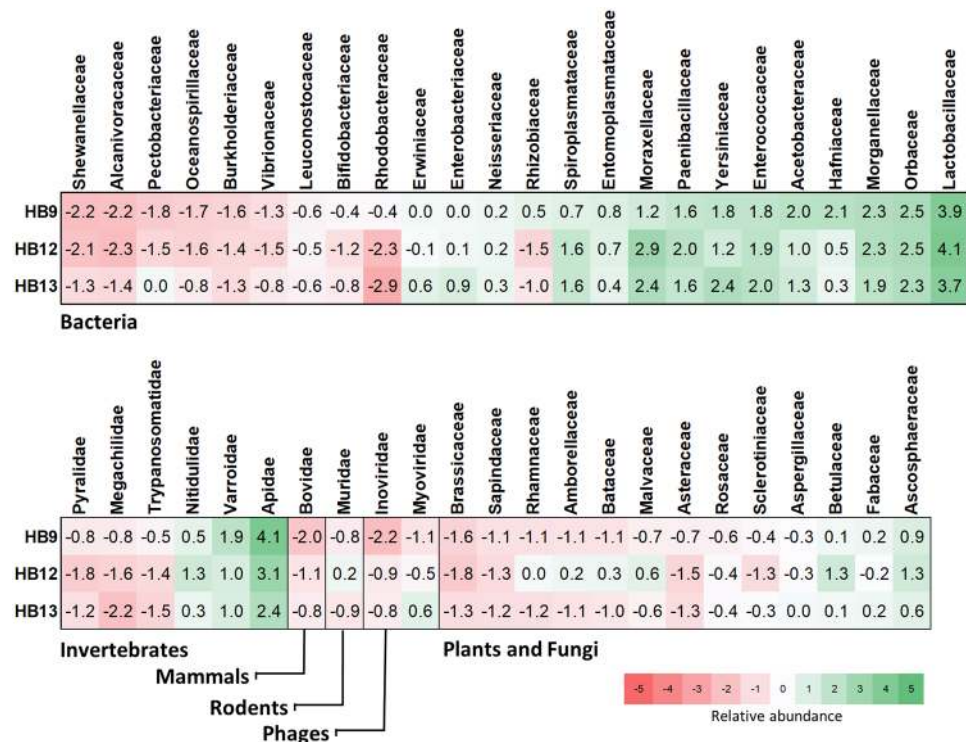 Shewanellaceae Alcanivoracaceae Pectobacteriaceae Oceanospirillaceae Burkholderiaceae Vibrionaceae Leuconostocaceae Bifidobacteriaceae Rhodobacteraceae Erwiniaceae Enterobacteriaceae Neisseriaceae Rhizobiaceae Spiroplasmataceae Entomoplasmataceae Moraxellaceae Paenibacillaceae Yersiniaceae Enterococcaceae Acetobacteraceae Hafniaceae Morganellaceae Orbaceae Lactobacillaceae
HB9 -2.2 -2.2 -1.8 -1.7 -1.6 -1.3 -0.6 -0.4 -0.4 0.0 0.0 0.2 0.5 0.7 0.8 1.2 1.6 1.8 1.8 2.0 2.1 2.3 2.5 3.9
HB12 -2.1 -2.3 -1.5 -1.6 -1.4 -1.5 -0.5 -1.2 -2.3 -0.1 0.1 0.2 -1.5 1.6 0.7 2.9 2.0 1.2 1.9 1.0 0.5 2.3 2.5 4.1
HB13 -1.3 -1.4 0.0 -0.8 -1.3 -0.8 -0.6 -0.8 -2.9 0.6 0.9 0.3 -1.0 1.6 0.4 2.4 1.6 2.4 2.0 1.3 0.3 1.9 2.3 3.7
Bacteria
Pyralidae Megachilidae Trypanosomatidae Nitidulidae Varroidae Apidae Bovidae Muridae Inoviridae Myoviridae Brassicaceae Sapindaceae Rhamnaceae Amborellaceae Bataceae Malvaceae Asteraceae Rosaceae Sclerotiniaceae Aspergillaceae Betulaceae Fabaceae Ascosphaeraceae
HB9 -0.8 -0.8 -0.5 0.5 1.9 4.1 -2.0 -0.8 -2.2 -1.1 -1.6 -1.1 -1.1 -1.1 -1.1 -0.7 -0.7 -0.6 -0.4 -0.3 0.1 0.2 0.9
HB12 -1.8 -1.6 -1.4 1.3 1.0 3.1 -1.1 0.2 -0.9 -0.5 -1.8 -1.3 0.0 0.2 0.3 0.6 -1.5 -0.4 -1.3 -0.3 1.3 -0.2 1.3
HB13 -1.2 -2.2 -1.5 0.3 1.0 2.4 -0.8 -0.9 -0.8 0.6 -1.3 -1.2 -1.2 -1.1 -1.0 -0.6 -1.3 -0.4 -0.3 0.0 0.1 0.2 0.6
Invertebrates Plants and Fungi
Mammals
Rodents
Phages
-5 -4 -3 -2 -1 0 1 2 3 4 5
Relative abundance